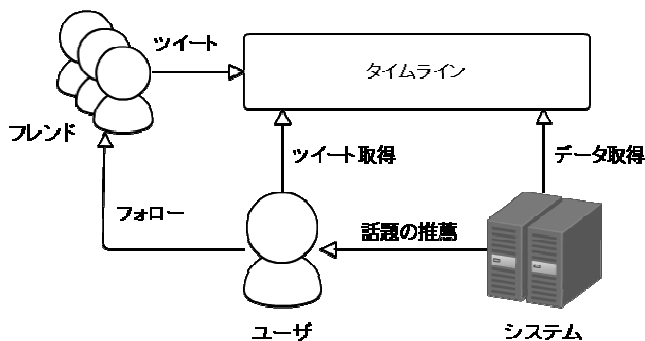 ツイート
タイムライン
フレンド
ツイート取得
データ取得
フォロー
話題の推薦
ユーザ
システム